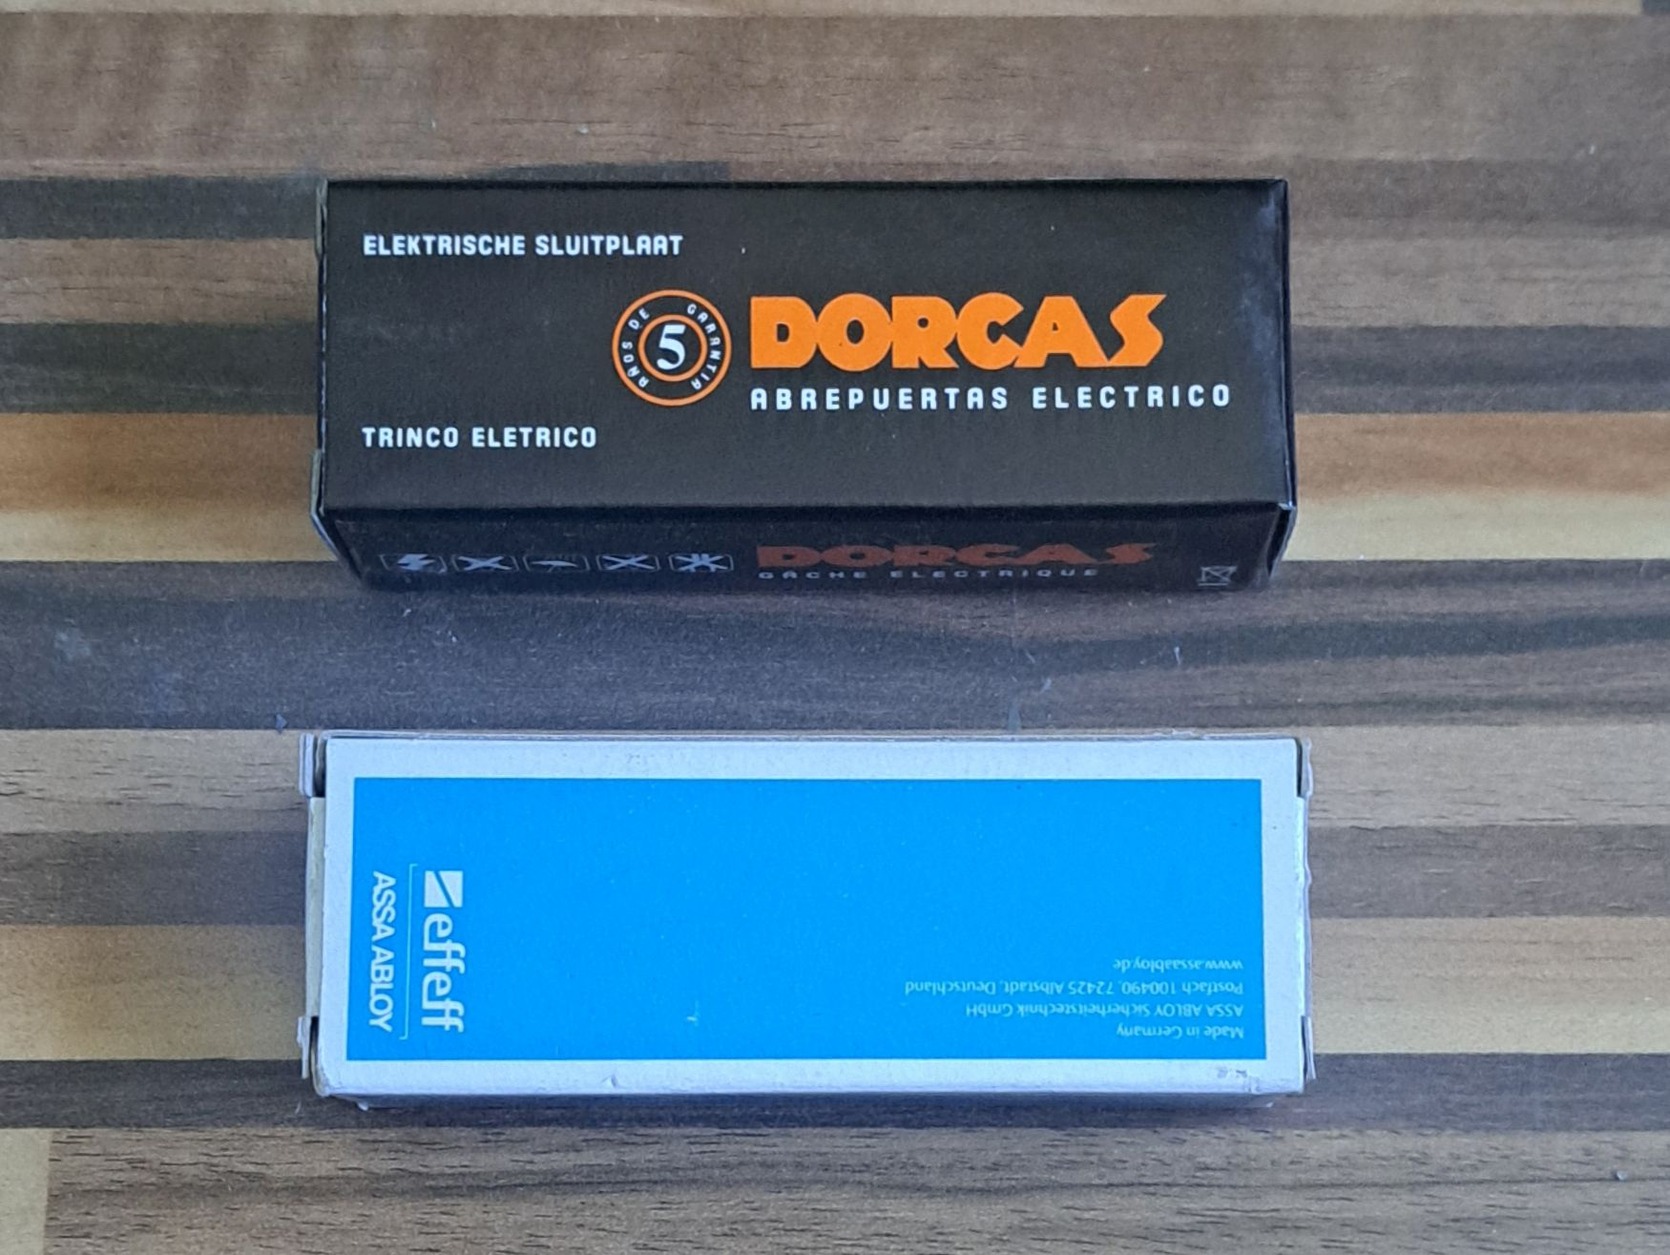 ELEKTRISCHE SLUITPLAAT
5
AÑOS DE GARANTIA
DORCAS
ABREPUERTAS ELECTRICO
TRINCO ELETRICO
DORCAS
GÂCHE ELECTRIQUE
effeff
ASSA ABLOY
Made in Germany
ASSA ABLOY Sicherheitstechnik GmbH
Postfach 100490, 72425 Albstadt, Deutschland
www.assaabloy.de